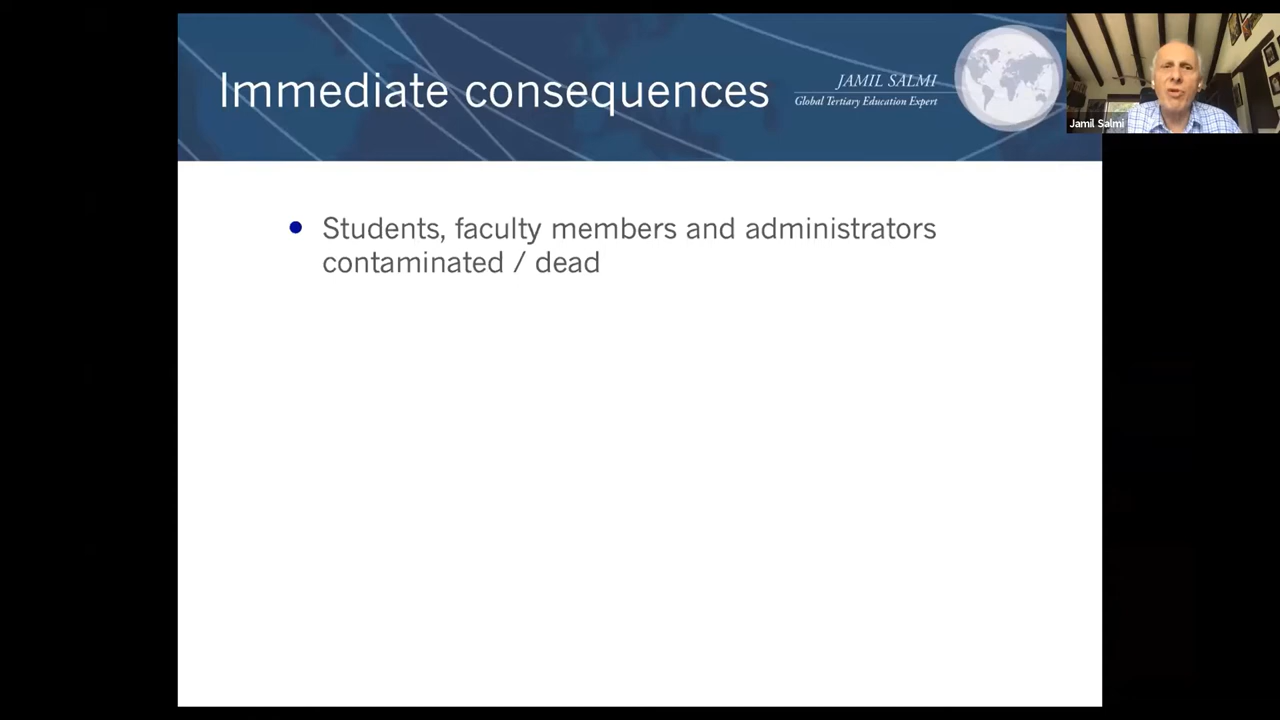 Immediate consequences
JAMIL SALMI
Global Tertiary Education Expert
Jamil Salmi
Students, faculty members and administrators
contaminated / dead